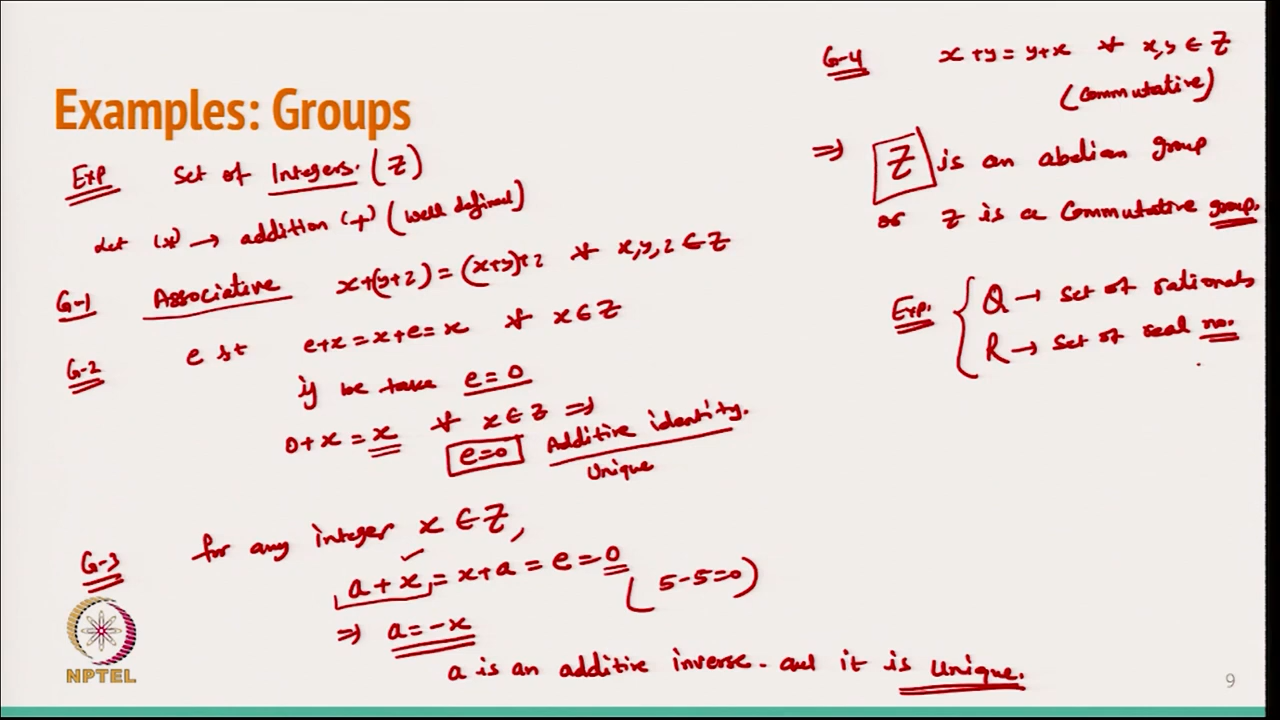 Examples: Groups
Exp Set of Integers. (Z)
Let (*) → addition (+) (well defined)
G-1 Associative x+(y+z) = (x+y)+z ∀ x,y,z ∈ Z
G-2 e st e+x = x+e = x ∀ x ∈ Z
if be take e=0
0+x = x ∀ x ∈ Z ⇒
e=0 Additive identity.
Unique
G-3 for any integer x ∈ Z,
a+x = x+a = e = 0 (5-5=0)
⇒ a = -x
a is an additive inverse. and it is Unique.
G-4 x+y = y+x ∀ x,y ∈ Z
(Commutative)
⇒ Z is an abelian group
or Z is a Commutative group.
Exp. { Q → Set of rationals
R → Set of real no.
NPTEL
9